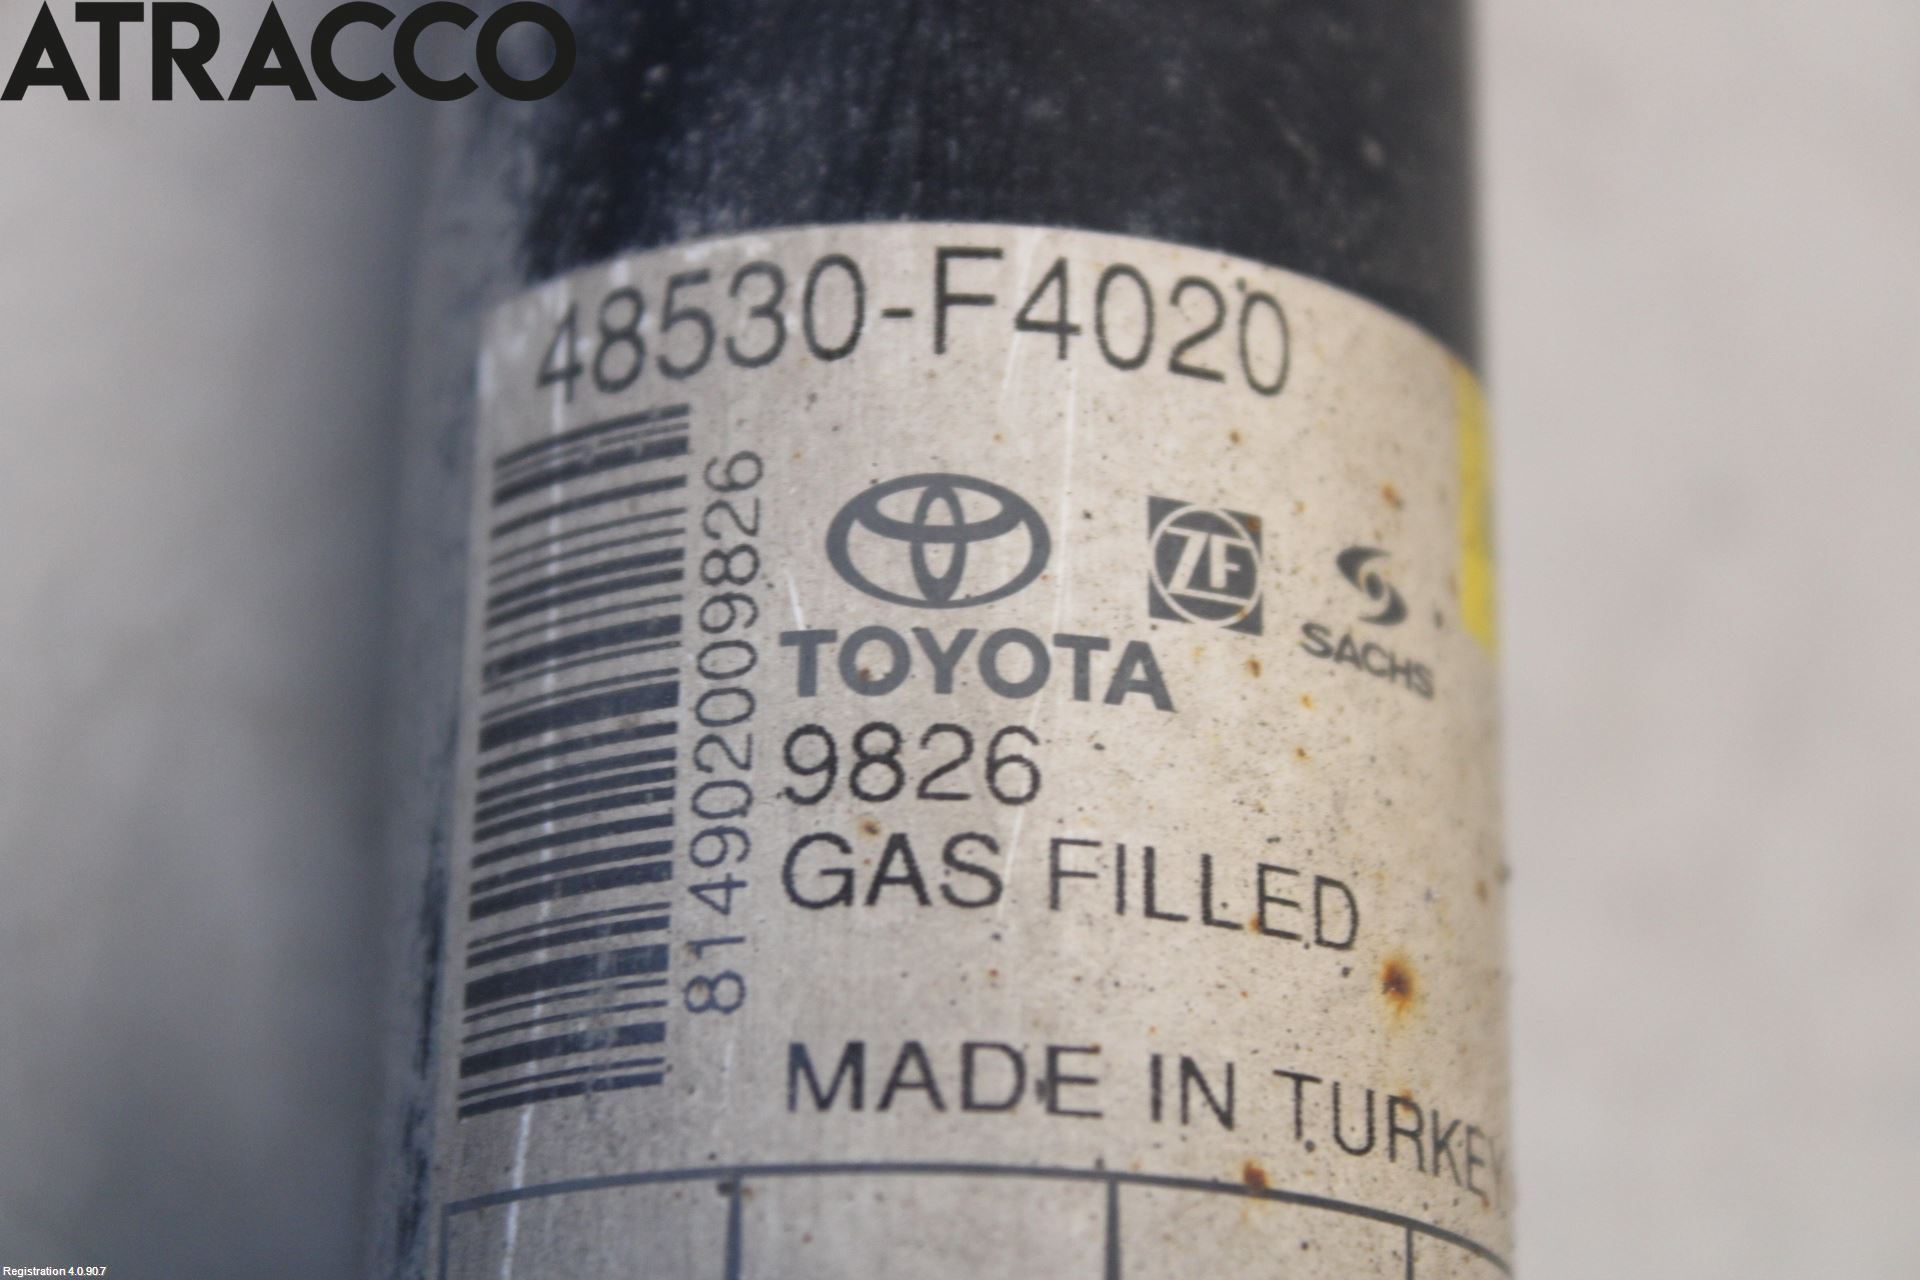 ATRACCO
48530-F4020
8149020009826
TOYOTA
ZF
SACHS
9826
GAS FILLED
MADE IN TURKEY
Registration 4.0.90.7